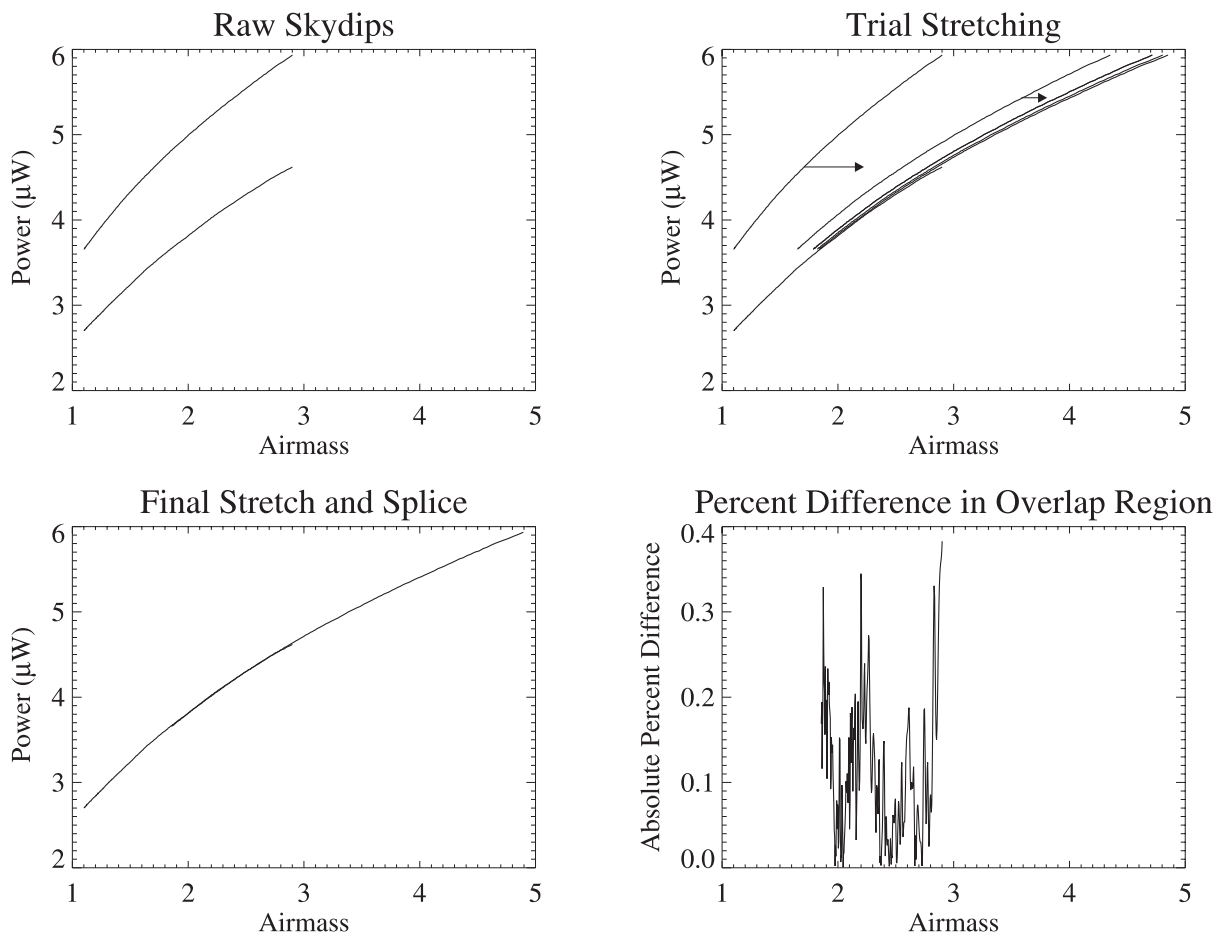 Raw Skydips
Power (μW)
6
5
4
3
2
1 2 3 4 5
Airmass
Trial Stretching
Power (μW)
6
5
4
3
2
1 2 3 4 5
Airmass
Final Stretch and Splice
Power (μW)
6
5
4
3
2
1 2 3 4 5
Airmass
Percent Difference in Overlap Region
Absolute Percent Difference
0.4
0.3
0.2
0.1
0.0
1 2 3 4 5
Airmass